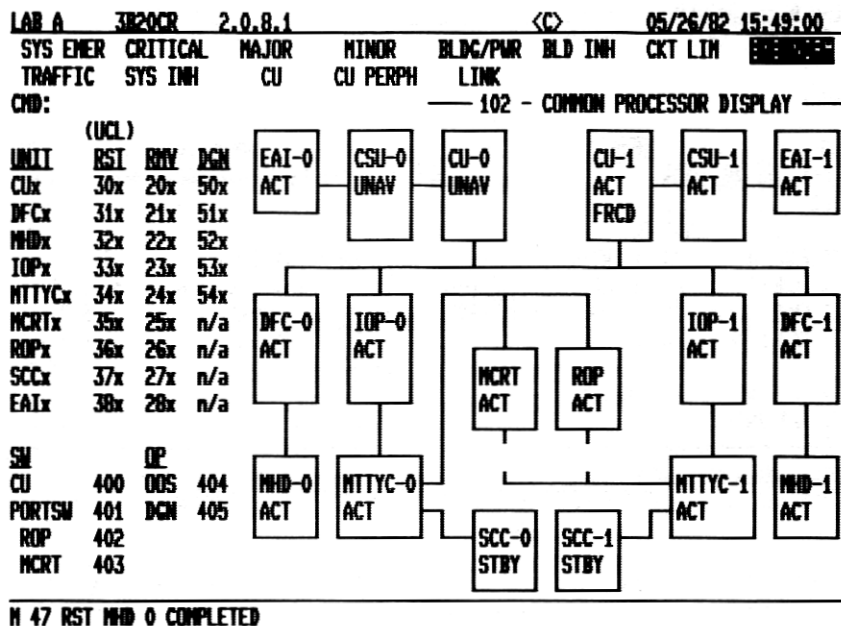 LAB A 3B20CR 2.0.8.1 <C> 05/26/82 15:49:00
SYS EMER CRITICAL MAJOR MINOR BLDG/PWR BLD INH CKT LIM
TRAFFIC SYS INH CU CU PERPH LINK
CMD: 102 - COMMON PROCESSOR DISPLAY
(UCL)
UNIT RST RMV DGN
CUx 30x 20x 50x
DFCx 31x 21x 51x
MHDx 32x 22x 52x
IOPx 33x 23x 53x
MTTYCx 34x 24x 54x
MCRTx 35x 25x n/a
ROPx 36x 26x n/a
SCCx 37x 27x n/a
EAIx 38x 28x n/a
SW OP
CU 400 OOS 404
PORTSW 401 DGN 405
ROP 402
MCRT 403
EAI-0
ACT
CSU-0
UNAV
CU-0
UNAV
CU-1
ACT
FRCD
CSU-1
ACT
EAI-1
ACT
DFC-0
ACT
IOP-0
ACT
MCRT
ACT
ROP
ACT
IOP-1
ACT
DFC-1
ACT
MHD-0
ACT
MTTYC-0
ACT
SCC-0
STBY
SCC-1
STBY
MTTYC-1
ACT
MHD-1
ACT
M 47 RST MHD 0 COMPLETED